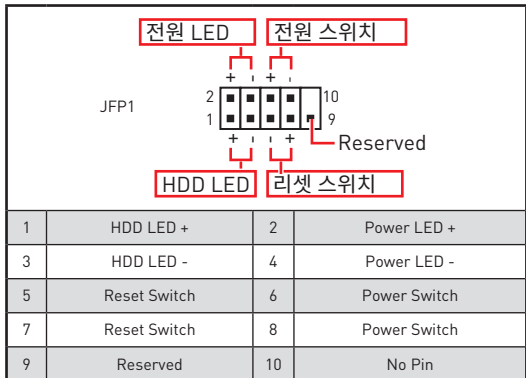 전원 LED 전원 스위치
+ - + -
JFP1
2 10
1 9
+ - - +
Reserved
HDD LED 리셋 스위치
1 HDD LED + 2 Power LED +
3 HDD LED - 4 Power LED -
5 Reset Switch 6 Power Switch
7 Reset Switch 8 Power Switch
9 Reserved 10 No Pin